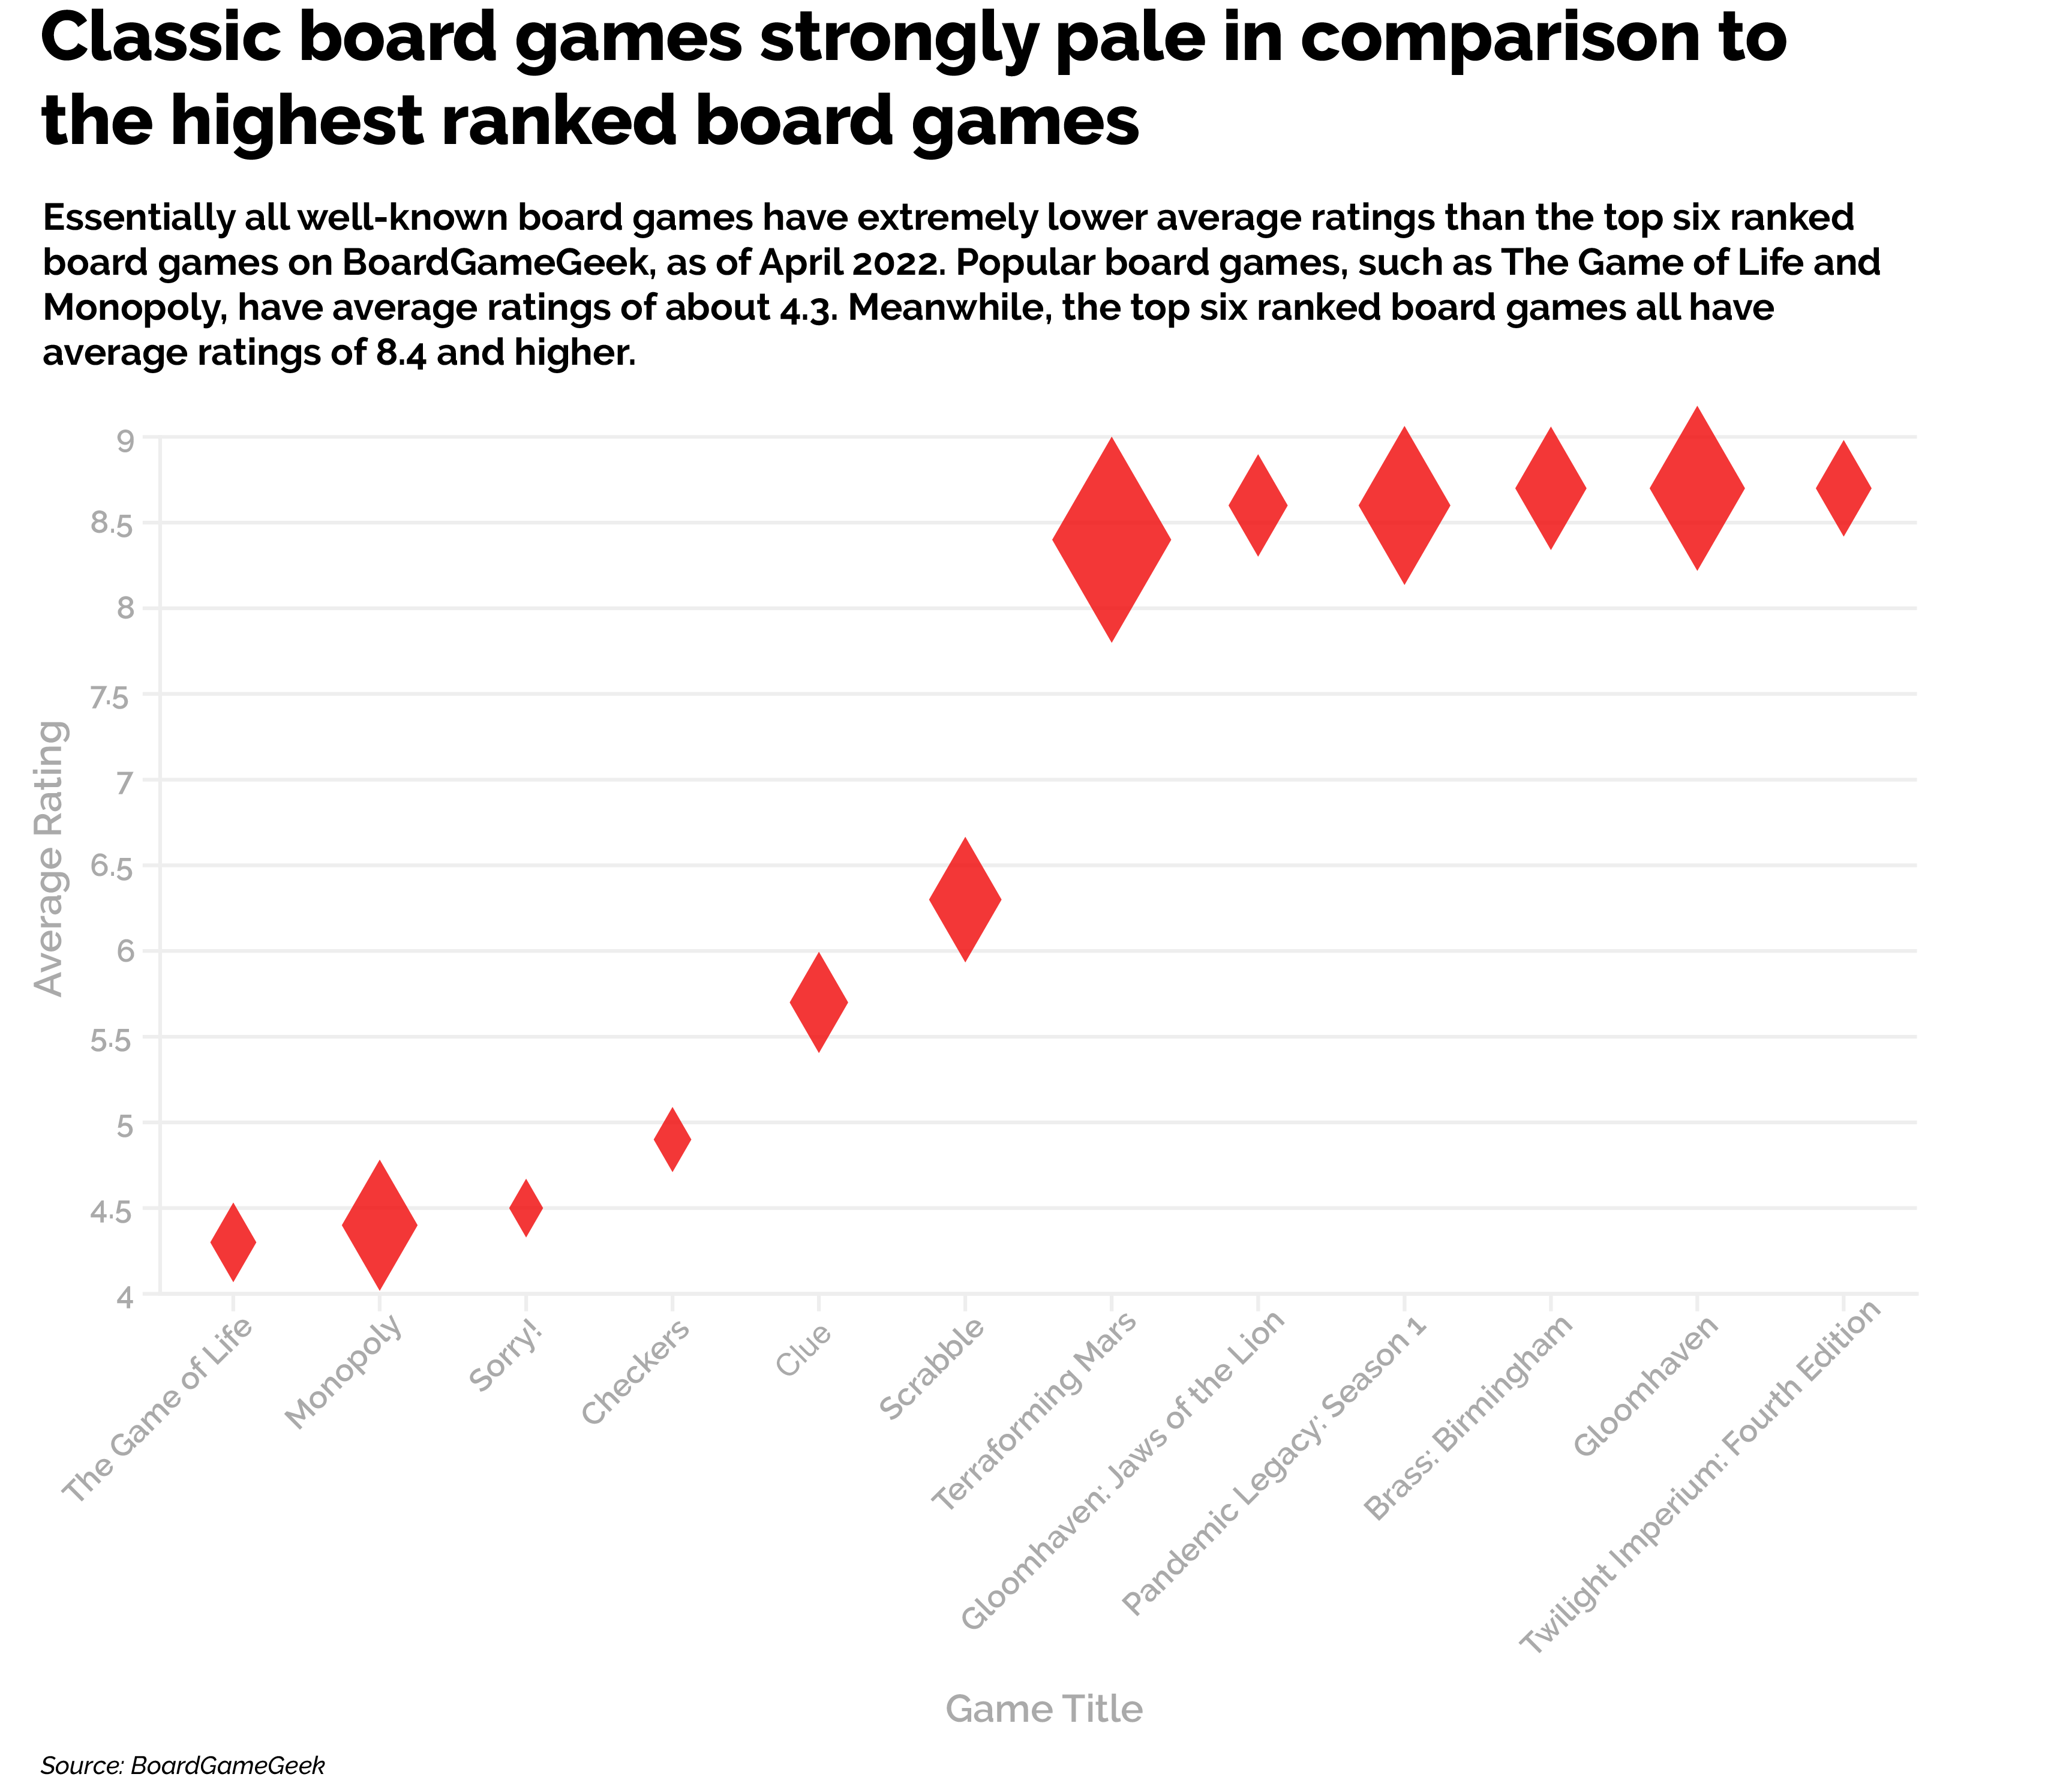 Classic board games strongly pale in comparison to
the highest ranked board games
Essentially all well-known board games have extremely lower average ratings than the top six ranked
board games on BoardGameGeek, as of April 2022. Popular board games, such as The Game of Life and
Monopoly, have average ratings of about 4.3. Meanwhile, the top six ranked board games all have
average ratings of 8.4 and higher.
Average Rating
9
8.5
8
7.5
7
6.5
6
5.5
5
4.5
4
The Game of Life
Monopoly
Sorry!
Checkers
Clue
Scrabble
Terraforming Mars
Gloomhaven: Jaws of the Lion
Pandemic Legacy: Season 1
Brass: Birmingham
Gloomhaven
Twilight Imperium: Fourth Edition
Game Title
Source: BoardGameGeek